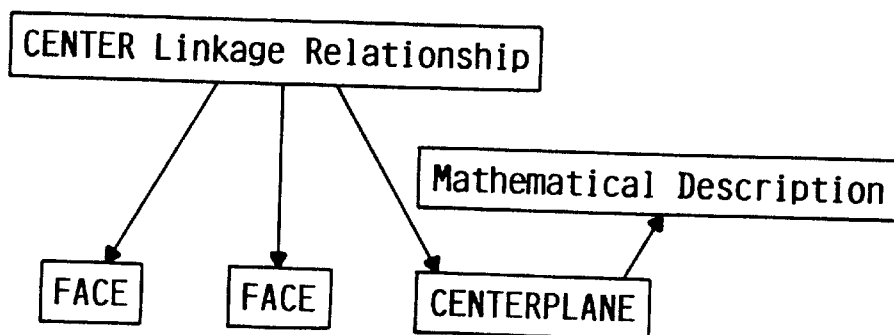 CENTER Linkage Relationship
Mathematical Description
FACE
FACE
CENTERPLANE